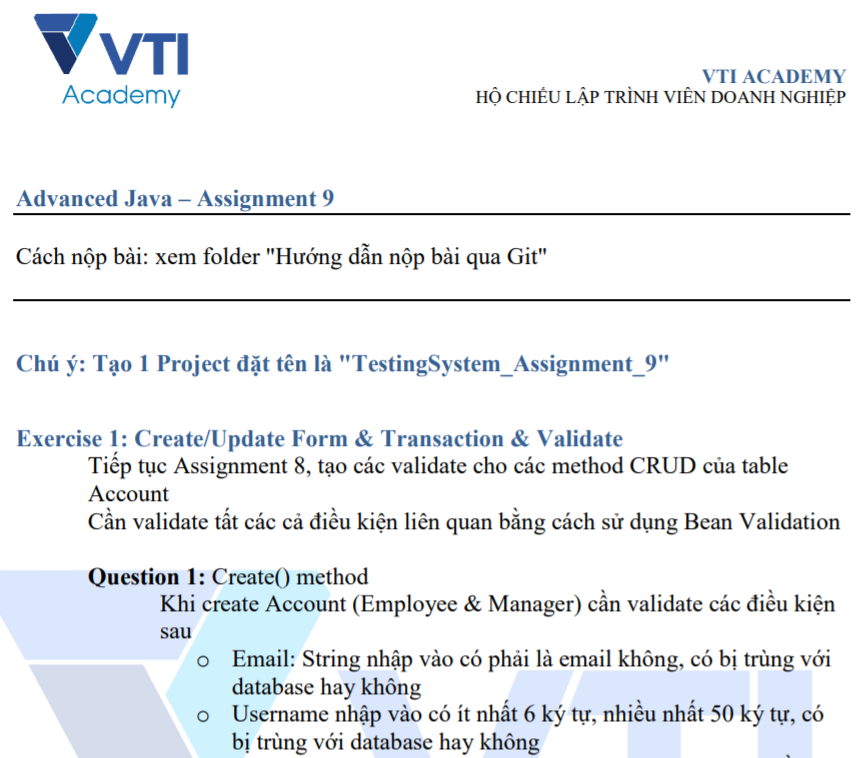 VTI
Academy
VTI ACADEMY
HỘ CHIẾU LẬP TRÌNH VIÊN DOANH NGHIỆP
Advanced Java – Assignment 9
Cách nộp bài: xem folder "Hướng dẫn nộp bài qua Git"
Chú ý: Tạo 1 Project đặt tên là "TestingSystem_Assignment_9"
Exercise 1: Create/Update Form & Transaction & Validate
Tiếp tục Assignment 8, tạo các validate cho các method CRUD của table
Account
Cần validate tất các cả điều kiện liên quan bằng cách sử dụng Bean Validation
Question 1: Create() method
Khi create Account (Employee & Manager) cần validate các điều kiện
sau
o Email: String nhập vào có phải là email không, có bị trùng với
database hay không
o Username nhập vào có ít nhất 6 ký tự, nhiều nhất 50 ký tự, có
bị trùng với database hay không
VTI